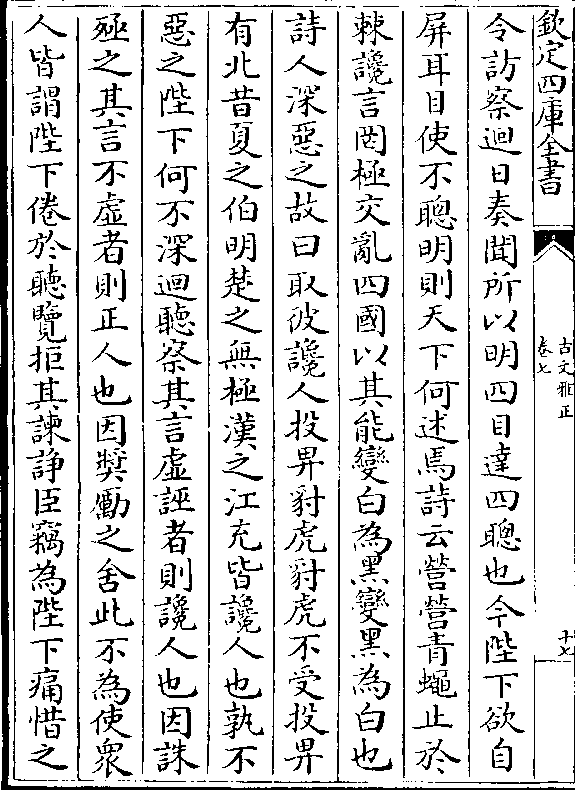 欽定四庫全書
古文雅正
卷七
十七
令訪察迴日奏聞所以明四目達四聰也今陛下欲自
屏耳目使不聰明則天下何述焉詩云營營青蠅止於
棘讒言罔極交亂四國以其能變白為黑變黑為白也
詩人深惡之故曰取彼讒人投畀豺虎豺虎不受投畀
有北昔夏之伯明楚之無極漢之江充皆讒人也孰不
惡之陛下何不深迴聽察其言虛誣者則讒人也因誅
殛之其言不虛者則正人也因奬勵之舍此不為使衆
人皆謂陛下倦於聽覽拒其諫諍臣竊為陛下痛惜之